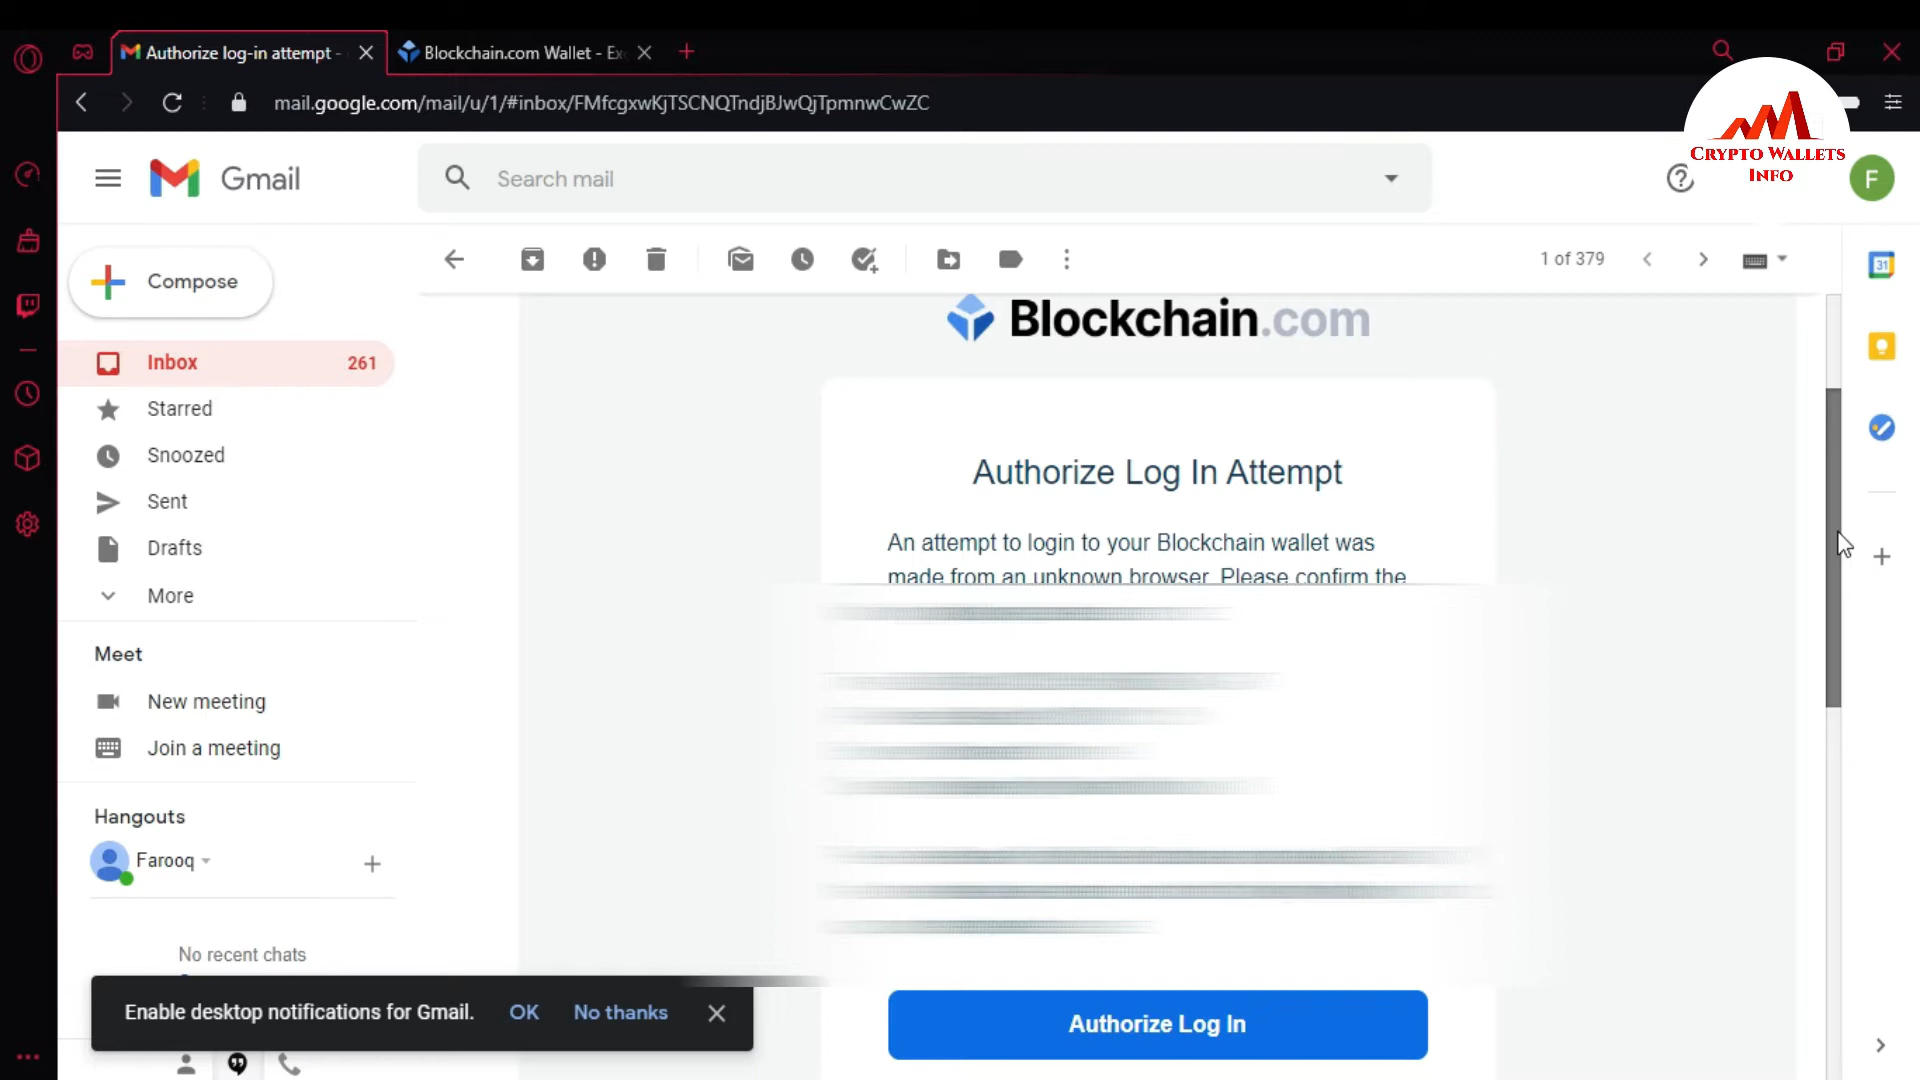 Authorize log-in attempt -
Blockchain.com Wallet - Ex
mail.google.com/mail/u/1/#inbox/FMfcgxwKjTSCNQTndjBJwQjTpmnwCwZC
CRYPTO WALLETS
INFO
Gmail
Search mail
F
Compose
1 of 379
31
Blockchain.com
Inbox 261
Starred
Snoozed
Sent
Drafts
More
Authorize Log In Attempt
An attempt to login to your Blockchain wallet was
made from an unknown browser. Please confirm the
Meet
New meeting
Join a meeting
Hangouts
Farooq
No recent chats
Enable desktop notifications for Gmail. OK No thanks
Authorize Log In